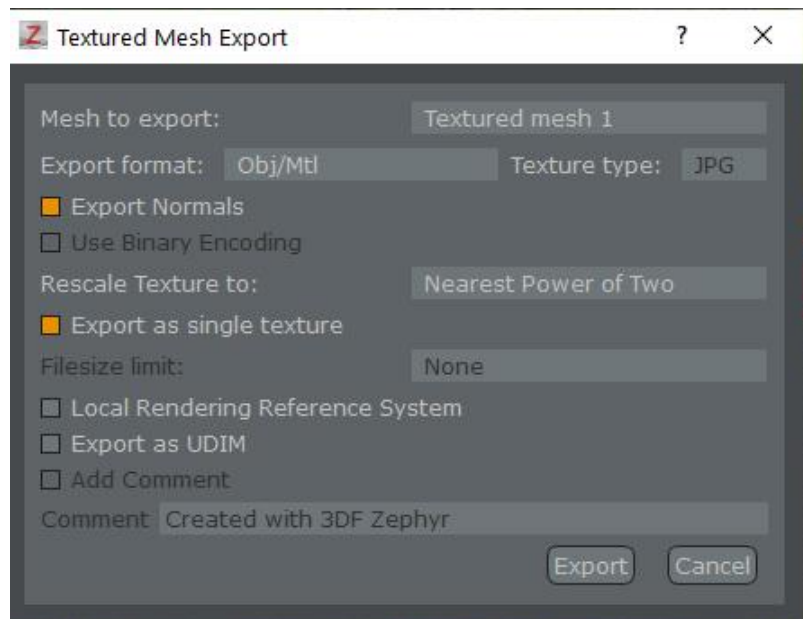 Z Textured Mesh Export ?
Mesh to export: Textured mesh 1
Export format: Obj/Mtl Texture type: JPG
Export Normals
Use Binary Encoding
Rescale Texture to: Nearest Power of Two
Export as single texture
Filesize limit: None
Local Rendering Reference System
Export as UDIM
Add Comment
Comment Created with 3DF Zephyr
Export Cancel